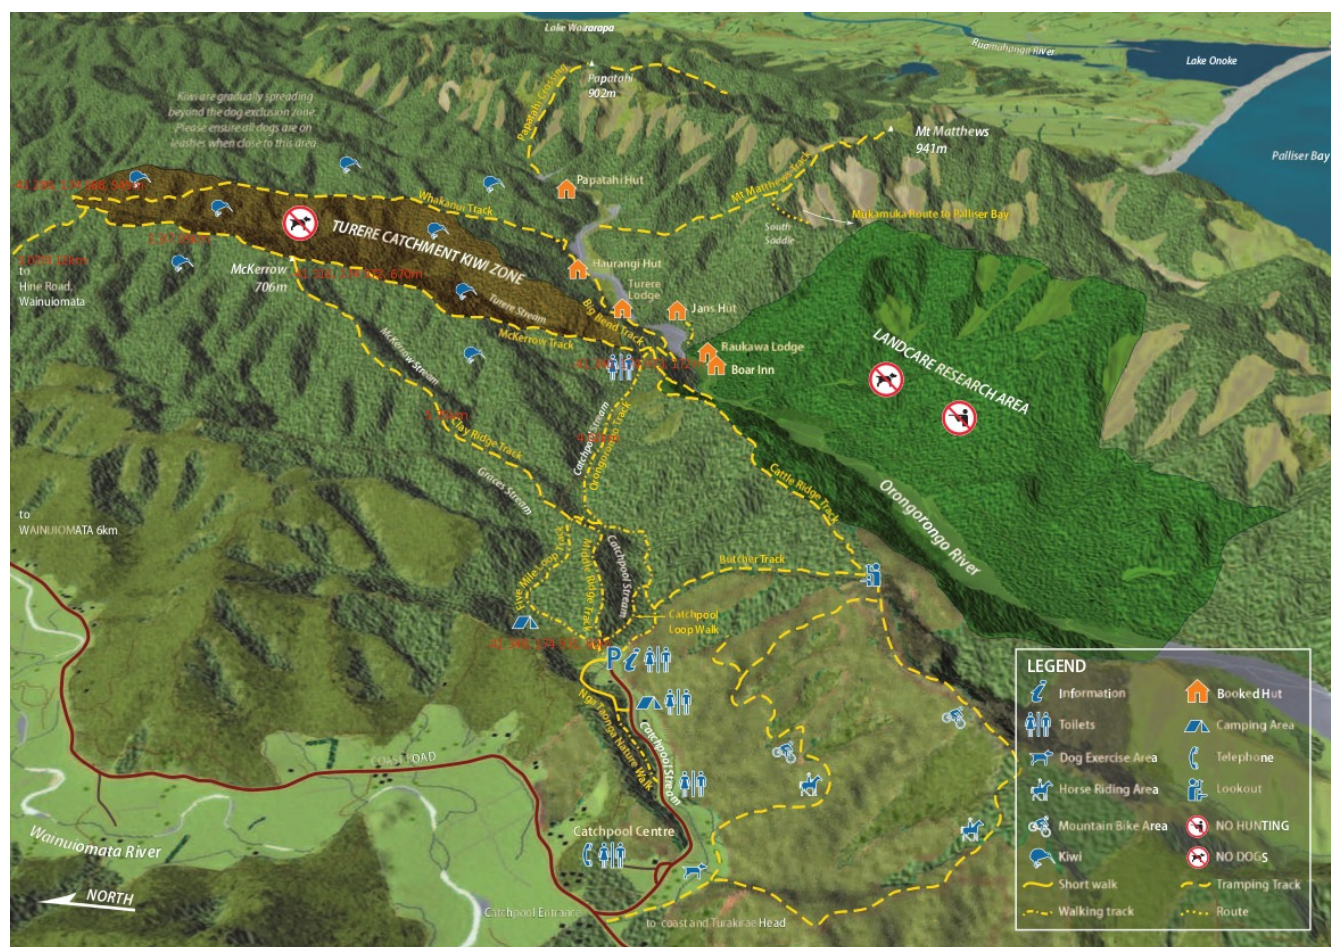 Lake Wairarapa
Ruamahanga River
Lake Onoke
Palliser Bay
Papatahi
902m
Papatahi Crossing
Kiwi are gradually spreading
beyond the dog exclusion zone.
Please ensure all dogs are on
leashes when close to this area.
Mt Matthews
941m
Papatahi Hut
Mt Matthews Track
Whakanui Track
Mukamuka Route to Palliser Bay
South
Saddle
TURERE CATCHMENT KIWI ZONE
Haurangi Hut
to
Hine Road,
Wainuiomata
McKerrow
706m
Turere
Lodge
Turere Stream
Big Bend Track
Jans Hut
McKerrow Track
McKerrow Stream
Raukawa Lodge
Boar Inn
LANDCARE RESEARCH AREA
Catchpool Stream
Orongorongo Track
Clay Ridge Track
Graces Stream
Cattle Ridge Track
Orongorongo River
to
WAINUIOMATA 6km
Five Mile Loop Track
Middle Ridge Track
Catchpool Stream
Butcher Track
Catchpool
Loop Walk
P
Nga Taonga Nature Walk
Catchpool Stream
COAST ROAD
Wainuiomata River
Catchpool Centre
NORTH
Catchpool Entrance
to coast and Turakirae Head
LEGEND
Information
Booked Hut
Toilets
Camping Area
Dog Exercise Area
Telephone
Horse Riding Area
Lookout
Mountain Bike Area
NO HUNTING
Kiwi
NO DOGS
Short walk
Tramping Track
Walking track
Route